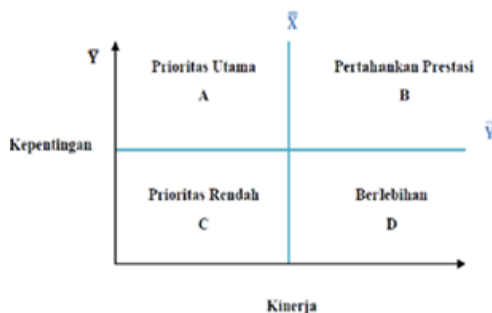 X̿
Y̅
Prioritas Utama
A
Pertahankan Prestasi
B
Kepentingan
Y̿
Prioritas Rendah
C
Berlebihan
D
Kinerja